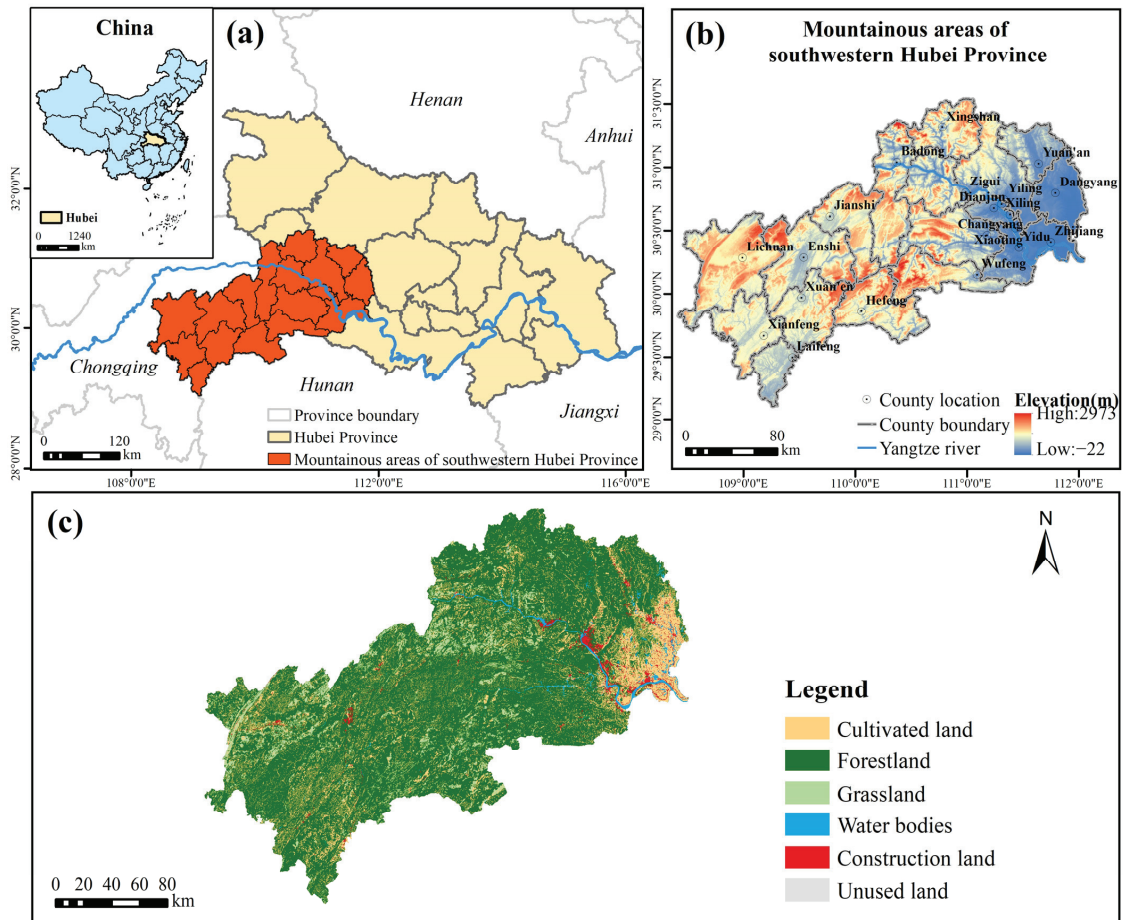 China
Hubei
0 1240
km
(a)
Henan
Anhui
Chongqing
Hunan
Jiangxi
Province boundary
Hubei Province
Mountainous areas of southwestern Hubei Province
0 120
km
32°0'0"N
30°0'0"N
28°0'0"N
108°0'0"E
112°0'0"E
116°0'0"E
(b)
Mountainous areas of
southwestern Hubei Province
Xingshan
Badong
Yuan'an
Zigui
Yiling
Dangyang
Dianjun
Xiling
Jianshi
Changyang
Zhijiang
Lichuan
Enshi
Xiaoting
Yidu
Wufeng
Xuan'en
Hefeng
Xianfeng
Laifeng
County location
County boundary
Yangtze river
Elevation(m)
High:2973
Low:−22
0 80
km
31°30'0"N
31°0'0"N
30°30'0"N
30°0'0"N
29°30'0"N
29°0'0"N
109°0'0"E
110°0'0"E
111°0'0"E
112°0'0"E
(c)
N
Legend
Cultivated land
Forestland
Grassland
Water bodies
Construction land
Unused land
0 20 40 60 80
km